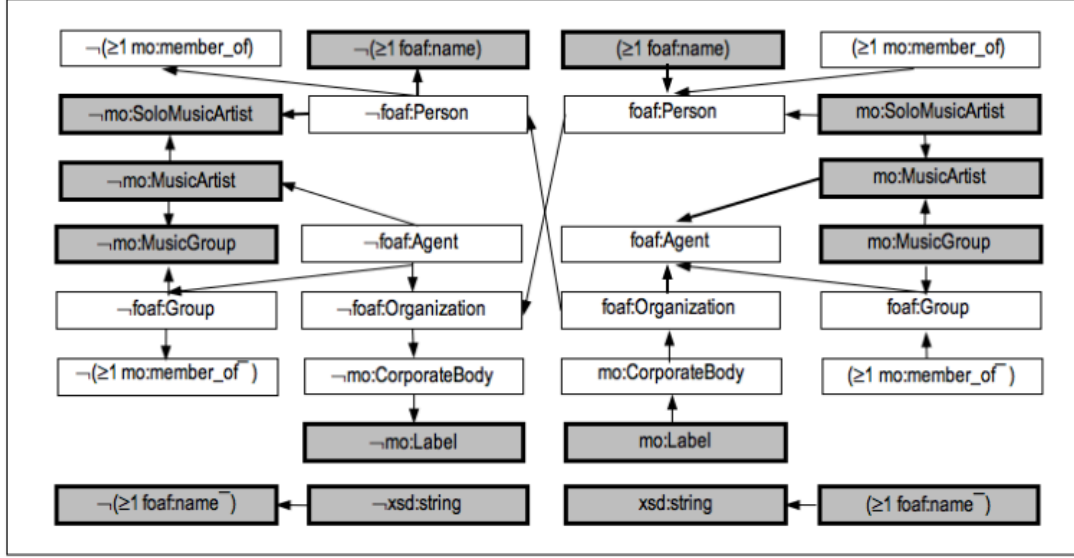 ¬(≥1 mo:member_of)
¬(≥1 foaf:name)
(≥1 foaf:name)
(≥1 mo:member_of)
¬mo:SoloMusicArtist
¬foaf:Person
foaf:Person
mo:SoloMusicArtist
¬mo:MusicArtist
mo:MusicArtist
¬mo:MusicGroup
¬foaf:Agent
foaf:Agent
mo:MusicGroup
¬foaf:Group
¬foaf:Organization
foaf:Organization
foaf:Group
¬(≥1 mo:member_of¯)
¬mo:CorporateBody
mo:CorporateBody
(≥1 mo:member_of¯)
¬mo:Label
mo:Label
¬(≥1 foaf:name¯)
¬xsd:string
xsd:string
(≥1 foaf:name¯)